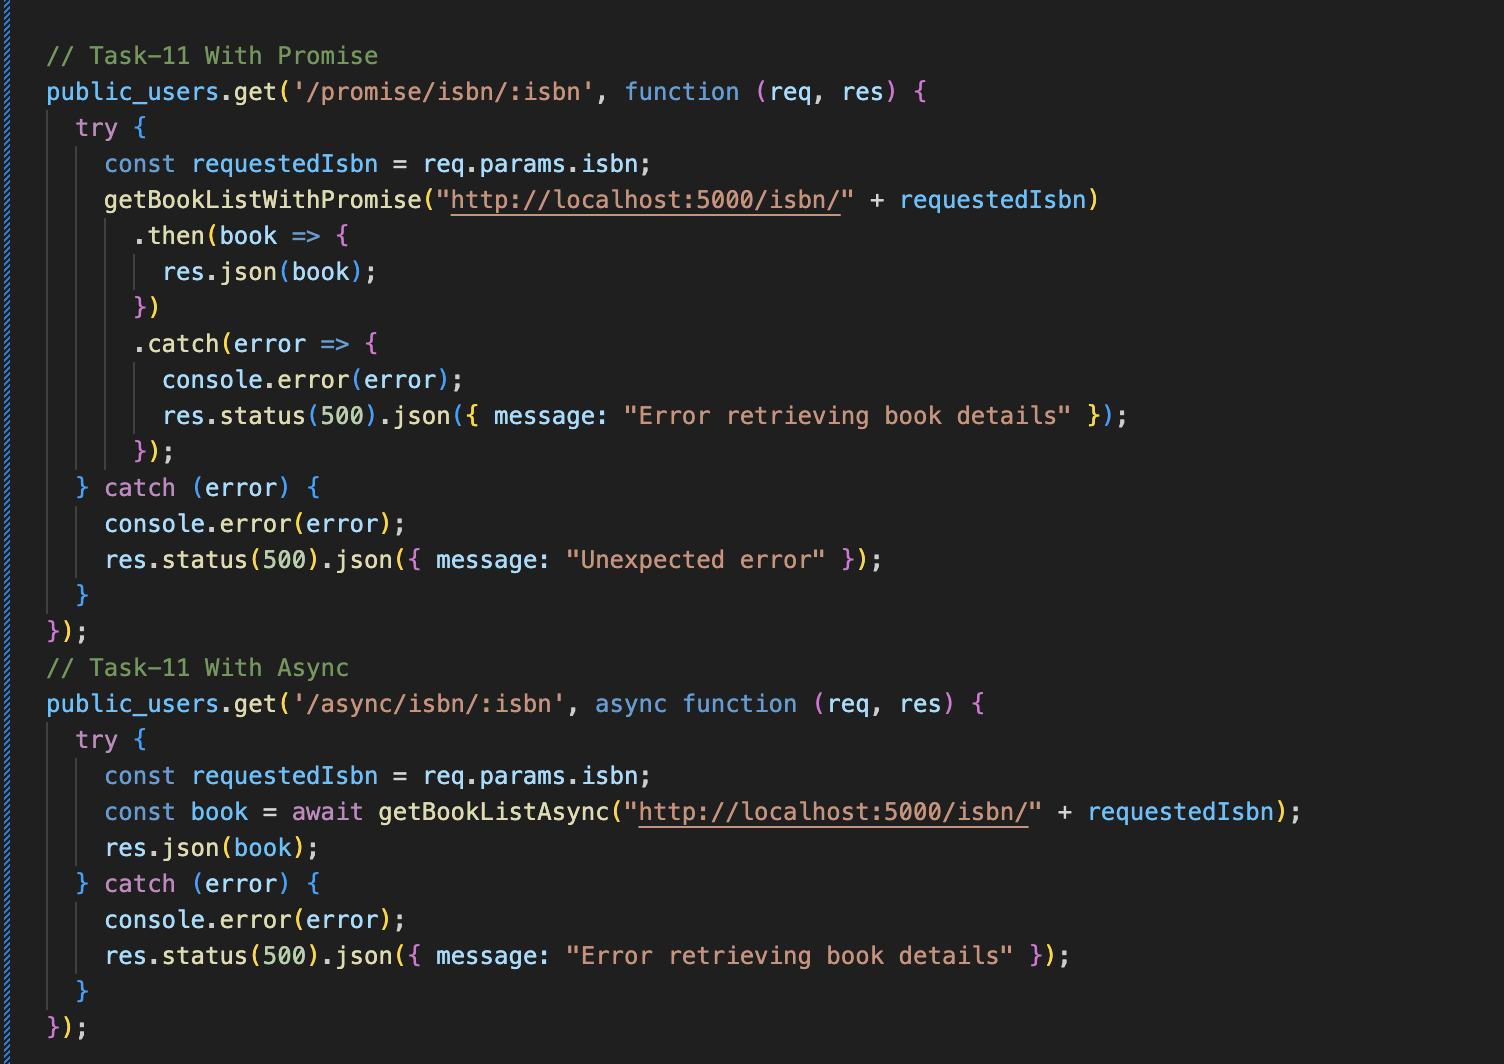 // Task-11 With Promise
public_users.get('/promise/isbn/:isbn', function (req, res) {
  try {
    const requestedIsbn = req.params.isbn;
    getBookListWithPromise("http://localhost:5000/isbn/" + requestedIsbn)
      .then(book => {
        res.json(book);
      })
      .catch(error => {
        console.error(error);
        res.status(500).json({ message: "Error retrieving book details" });
      });
  } catch (error) {
    console.error(error);
    res.status(500).json({ message: "Unexpected error" });
  }
});
// Task-11 With Async
public_users.get('/async/isbn/:isbn', async function (req, res) {
  try {
    const requestedIsbn = req.params.isbn;
    const book = await getBookListAsync("http://localhost:5000/isbn/" + requestedIsbn);
    res.json(book);
  } catch (error) {
    console.error(error);
    res.status(500).json({ message: "Error retrieving book details" });
  }
});